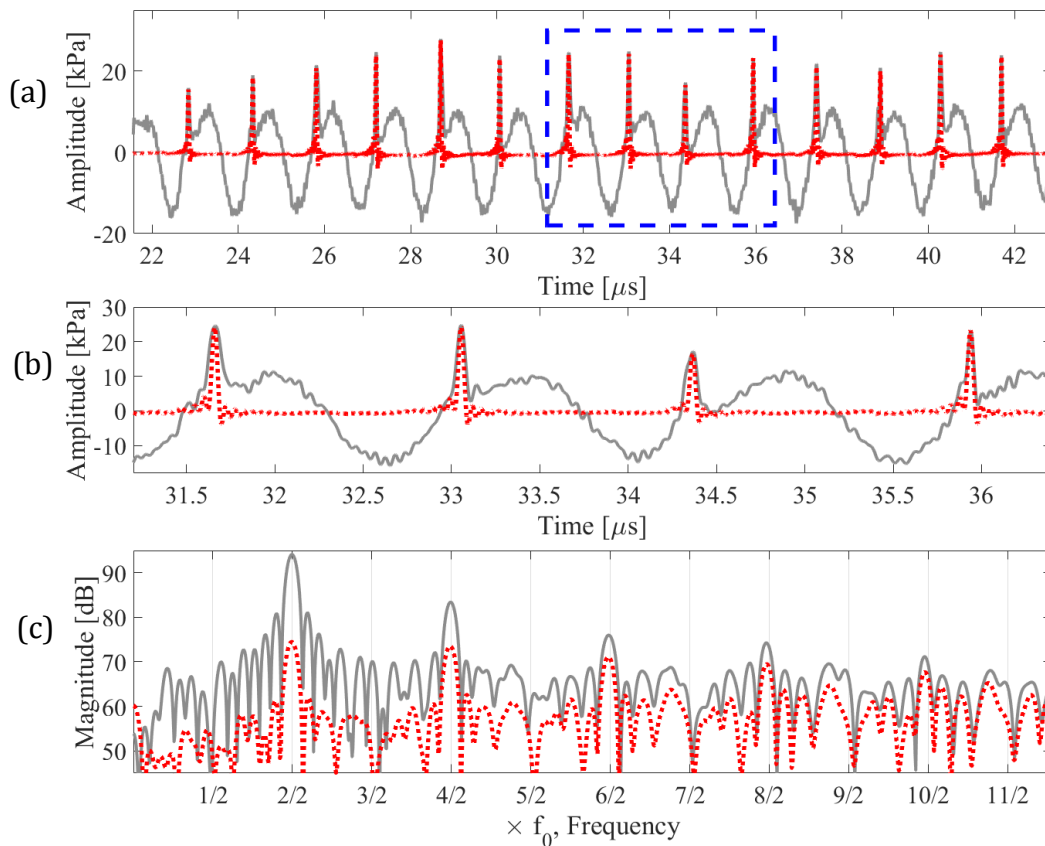 (a)
Amplitude [kPa]
20
0
-20
22 24 26 28 30 32 34 36 38 40 42
Time [μs]
(b)
Amplitude [kPa]
30
20
10
0
-10
31.5 32 32.5 33 33.5 34 34.5 35 35.5 36
Time [μs]
(c)
Magnitude [dB]
90
80
70
60
50
1/2 2/2 3/2 4/2 5/2 6/2 7/2 8/2 9/2 10/2 11/2
× f0, Frequency